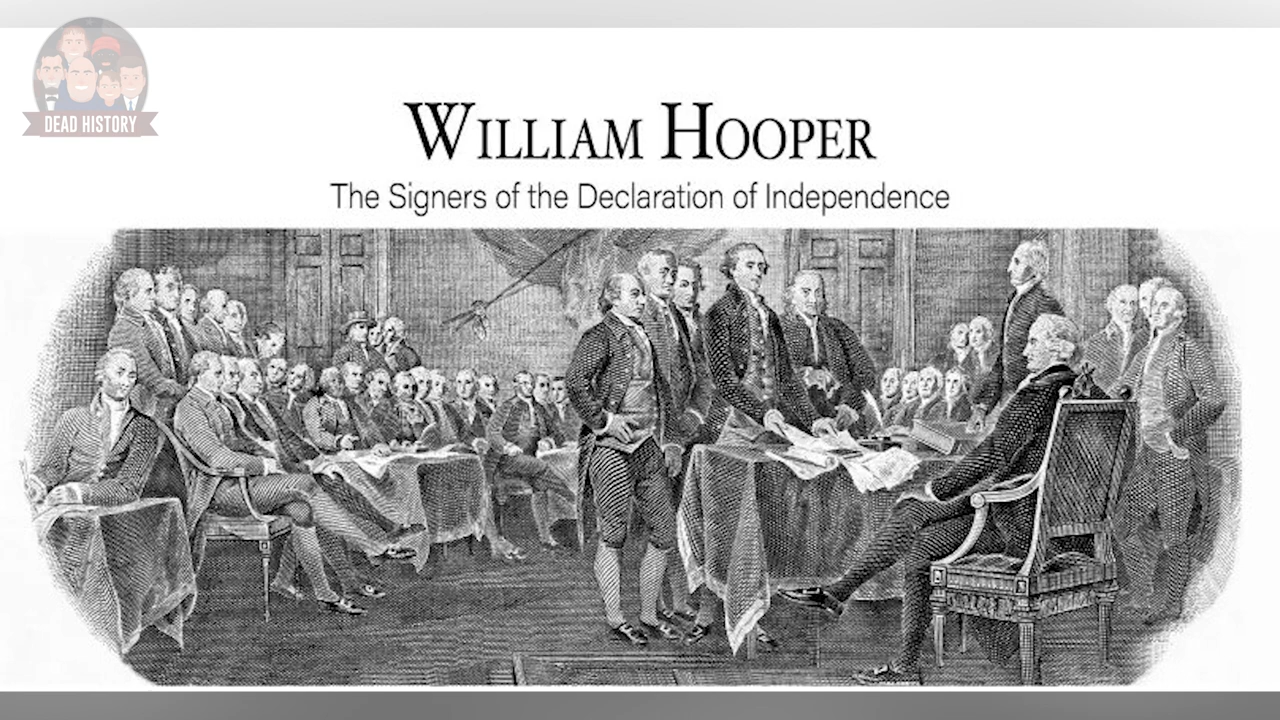 DEAD HISTORY
WILLIAM HOOPER
The Signers of the Declaration of Independence